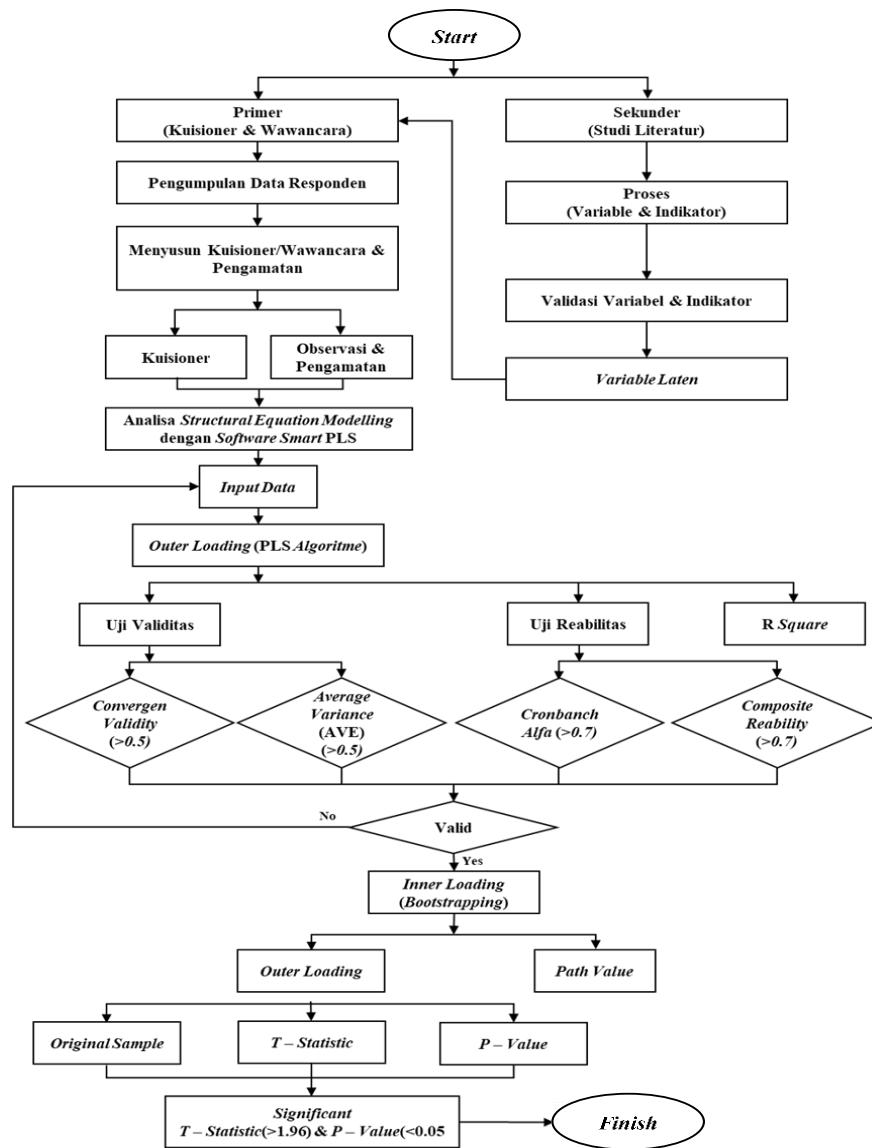 Start
Primer
(Kuisioner & Wawancara)
Sekunder
(Studi Literatur)
Pengumpulan Data Responden
Proses
(Variable & Indikator)
Menyusun Kuisioner/Wawancara &
Pengamatan
Validasi Variabel & Indikator
Kuisioner
Observasi &
Pengamatan
Variable Laten
Analisa Structural Equation Modelling
dengan Software Smart PLS
Input Data
Outer Loading (PLS Algoritme)
Uji Validitas
Uji Reabilitas
R Square
Convergen
Validity
(>0.5)
Average
Variance
(AVE)
(>0.5)
Cronbanch
Alfa (>0.7)
Composite
Reability
(>0.7)
No
Valid
Yes
Inner Loading
(Bootstrapping)
Outer Loading
Path Value
Original Sample
T – Statistic
P – Value
Significant
T – Statistic(>1.96) & P – Value(<0.05
Finish